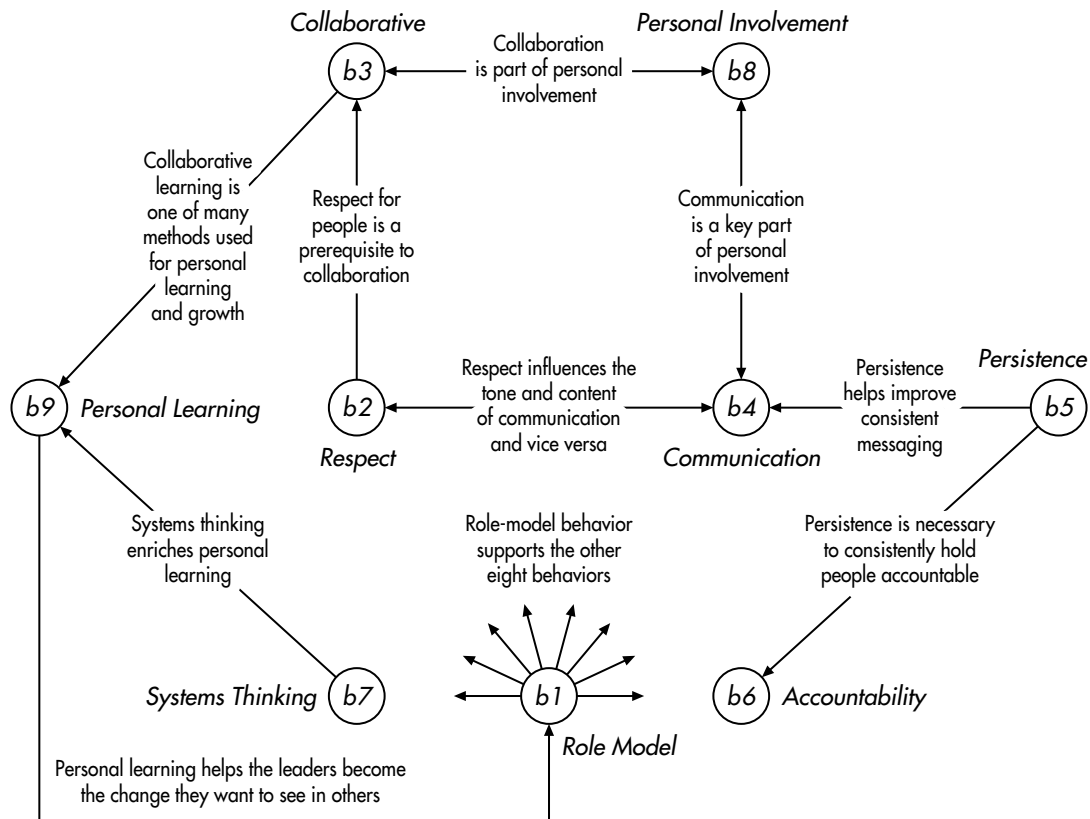 Collaborative
Personal Involvement
b3
Collaboration
is part of personal
involvement
b8
Collaborative
learning is
one of many
methods used
for personal
learning
and growth
Respect for
people is a
prerequisite to
collaboration
Communication
is a key part
of personal
involvement
b9
Personal Learning
b2
Respect
Respect influences the
tone and content
of communication
and vice versa
b4
Communication
Persistence
helps improve
consistent
messaging
Persistence
b5
Systems thinking
enriches personal
learning
Role-model behavior
supports the other
eight behaviors
Persistence is necessary
to consistently hold
people accountable
Systems Thinking
b7
b1
Role Model
b6
Accountability
Personal learning helps the leaders become
the change they want to see in others